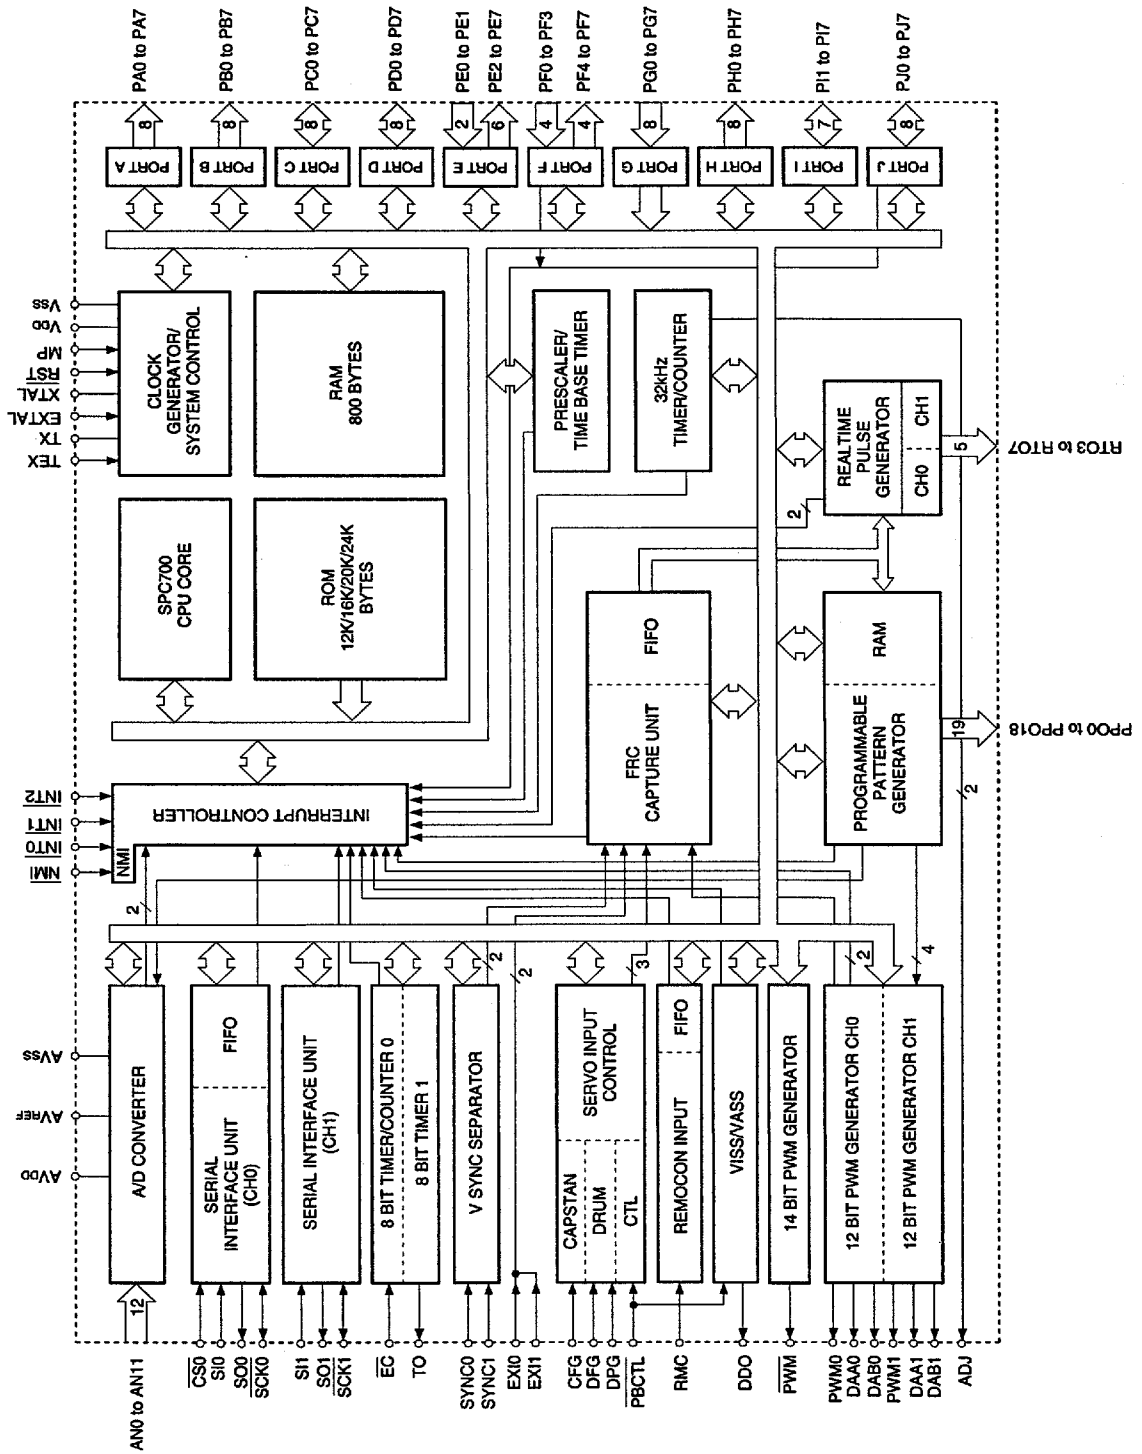 PA0 to PA7
PB0 to PB7
PC0 to PC7
PD0 to PD7
PE0 to PE1
PE2 to PE7
PF0 to PF3
PF4 to PF7
PG0 to PG7
PH0 to PH7
PI1 to PI7
PJ0 to PJ7
8
8
8
8
2
6
4
4
8
8
7
8
PORT A
PORT B
PORT C
PORT D
PORT E
PORT F
PORT G
PORT H
PORT I
PORT J
TEX
TX
EXTAL
XTAL
RST
MP
VDD
VSS
CLOCK
GENERATOR/
SYSTEM CONTROL
RAM
800 BYTES
PRESCALER/
TIME BASE TIMER
32kHz
TIMER/COUNTER
REALTIME
PULSE
GENERATOR
CH0
CH1
5
RTO3 to RTO7
2
SPC700
CPU CORE
ROM
12K/16K/20K/24K
BYTES
FRC
CAPTURE UNIT
FIFO
PROGRAMMABLE
PATTERN
GENERATOR
RAM
19
PPO0 to PPO18
2
NMI
INT0
INT1
INT2
NMI
INTERRUPT CONTROLLER
2
2
2
3
2
4
AVDD
AVREF
AVSS
A/D CONVERTER
SERIAL
INTERFACE UNIT
(CH0)
FIFO
SERIAL INTERFACE UNIT
(CH1)
8 BIT TIMER/COUNTER 0
8 BIT TIMER 1
V SYNC SEPARATOR
CAPSTAN
DRUM
CTL
SERVO INPUT
CONTROL
REMOCON INPUT
FIFO
VISS/VASS
14 BIT PWM GENERATOR
12 BIT PWM GENERATOR CH0
12 BIT PWM GENERATOR CH1
12
AN0 to AN11
CS0
SI0
SO0
SCK0
SI1
SO1
SCK1
EC
TO
SYNC0
SYNC1
EXI0
EXI1
CFG
DFG
DPG
PBCTL
RMC
DDO
PWM
PWM0
DAA0
DAB0
PWM1
DAA1
DAB1
ADJ